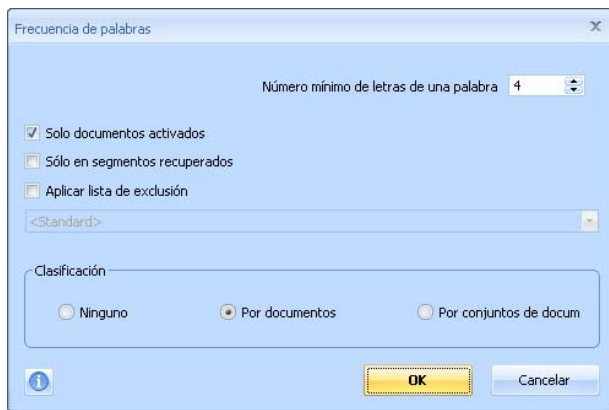 Frecuencia de palabras
Número mínimo de letras de una palabra 4
Solo documentos activados
Sólo en segmentos recuperados
Aplicar lista de exclusión
<Standard>
Clasificación
Ninguno Por documentos Por conjuntos de docum
OK Cancelar